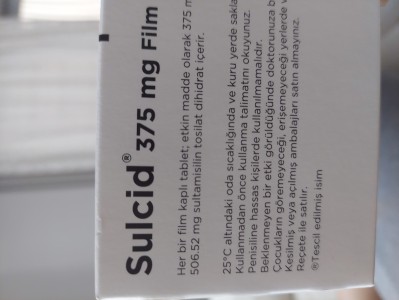 Sulcid® 375 mg Film
Her bir film kaplı tablet; etkin madde olarak 375 m
506.52 mg sultamisilin tosilat dihidrat içerir.
25°C altındaki oda sıcaklığında ve kuru yerde sakla
Kullanmadan önce kullanma talimatını okuyunuz.
Penisiline hassas kişilerde kullanılmamalıdır.
Beklenmeyen bir etki görüldüğünde doktorunuza b
Çocukların göremeyeceği, erişemeyeceği yerlerde v
Kesilmiş veya açılmış ambalajları satın almayınız.
Reçete ile satılır.
®Tescil edilmiş isim